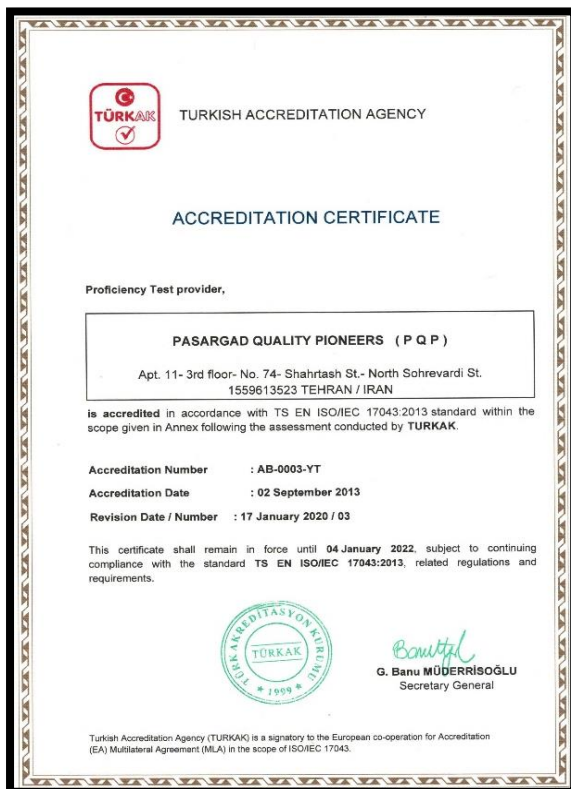 TÜRKAK
TURKISH ACCREDITATION AGENCY
ACCREDITATION CERTIFICATE
Proficiency Test provider,
PASARGAD QUALITY PIONEERS ( P Q P )
Apt. 11- 3rd floor- No. 74- Shahrtash St.- North Sohrevardi St.
1559613523 TEHRAN / IRAN
is accredited in accordance with TS EN ISO/IEC 17043:2013 standard within the
scope given in Annex following the assessment conducted by TURKAK.
Accreditation Number : AB-0003-YT
Accreditation Date : 02 September 2013
Revision Date / Number : 17 January 2020 / 03
This certificate shall remain in force until 04 January 2022, subject to continuing
compliance with the standard TS EN ISO/IEC 17043:2013, related regulations and
requirements.
TÜRK AKREDİTASYON KURUMU
TÜRKAK
* 1999 *
G. Banu MÜDERRİSOĞLU
Secretary General
Turkish Accreditation Agency (TURKAK) is a signatory to the European co-operation for Accreditation
(EA) Multilateral Agreement (MLA) in the scope of ISO/IEC 17043.